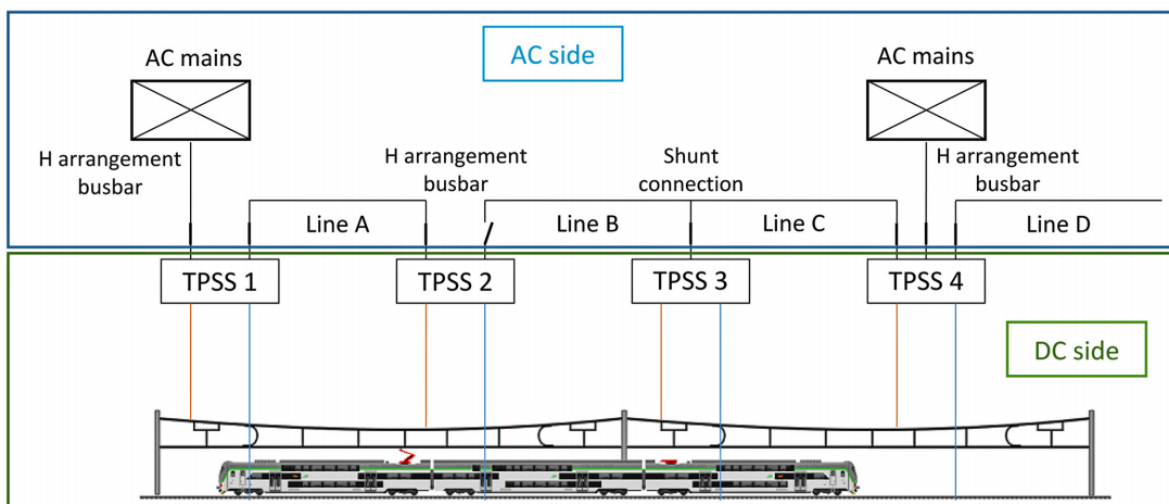 AC side
AC mains
AC mains
H arrangement
busbar
H arrangement
busbar
Shunt
connection
H arrangement
busbar
Line A
Line B
Line C
Line D
TPSS 1
TPSS 2
TPSS 3
TPSS 4
DC side